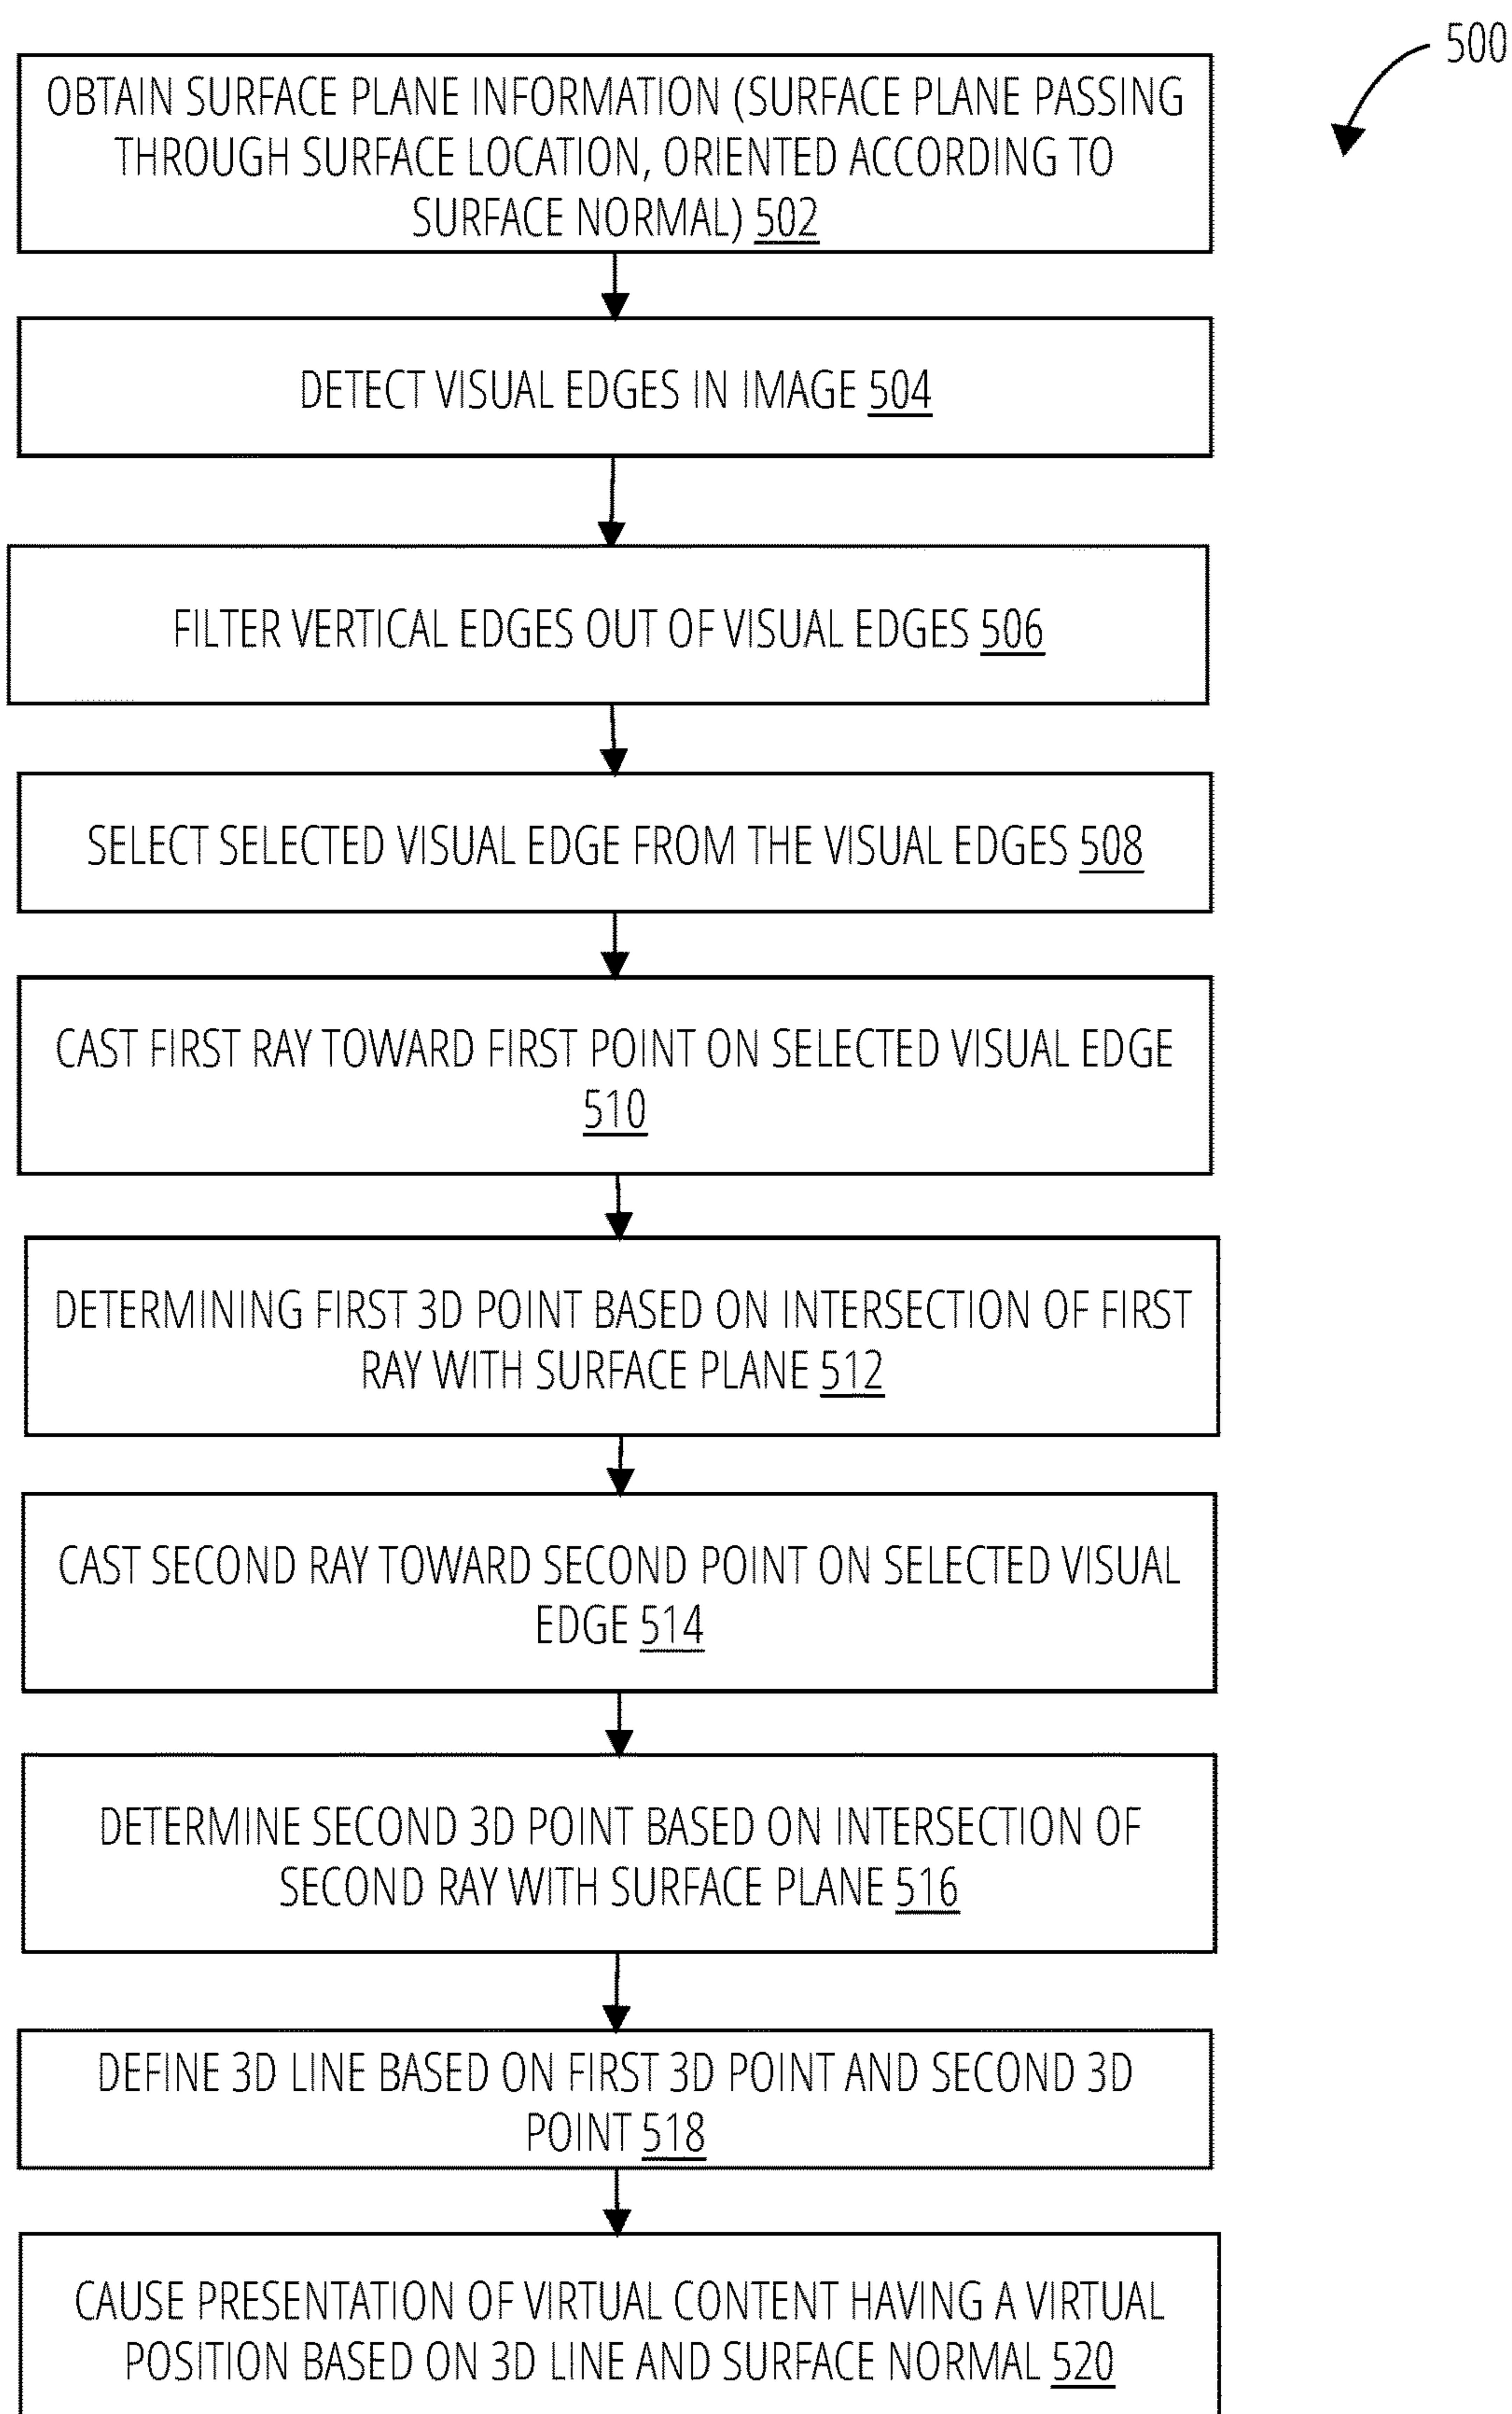 500
OBTAIN SURFACE PLANE INFORMATION (SURFACE PLANE PASSING
THROUGH SURFACE LOCATION, ORIENTED ACCORDING TO
SURFACE NORMAL) 502
DETECT VISUAL EDGES IN IMAGE 504
FILTER VERTICAL EDGES OUT OF VISUAL EDGES 506
SELECT SELECTED VISUAL EDGE FROM THE VISUAL EDGES 508
CAST FIRST RAY TOWARD FIRST POINT ON SELECTED VISUAL EDGE
510
DETERMINING FIRST 3D POINT BASED ON INTERSECTION OF FIRST
RAY WITH SURFACE PLANE 512
CAST SECOND RAY TOWARD SECOND POINT ON SELECTED VISUAL
EDGE 514
DETERMINE SECOND 3D POINT BASED ON INTERSECTION OF
SECOND RAY WITH SURFACE PLANE 516
DEFINE 3D LINE BASED ON FIRST 3D POINT AND SECOND 3D
POINT 518
CAUSE PRESENTATION OF VIRTUAL CONTENT HAVING A VIRTUAL
POSITION BASED ON 3D LINE AND SURFACE NORMAL 520